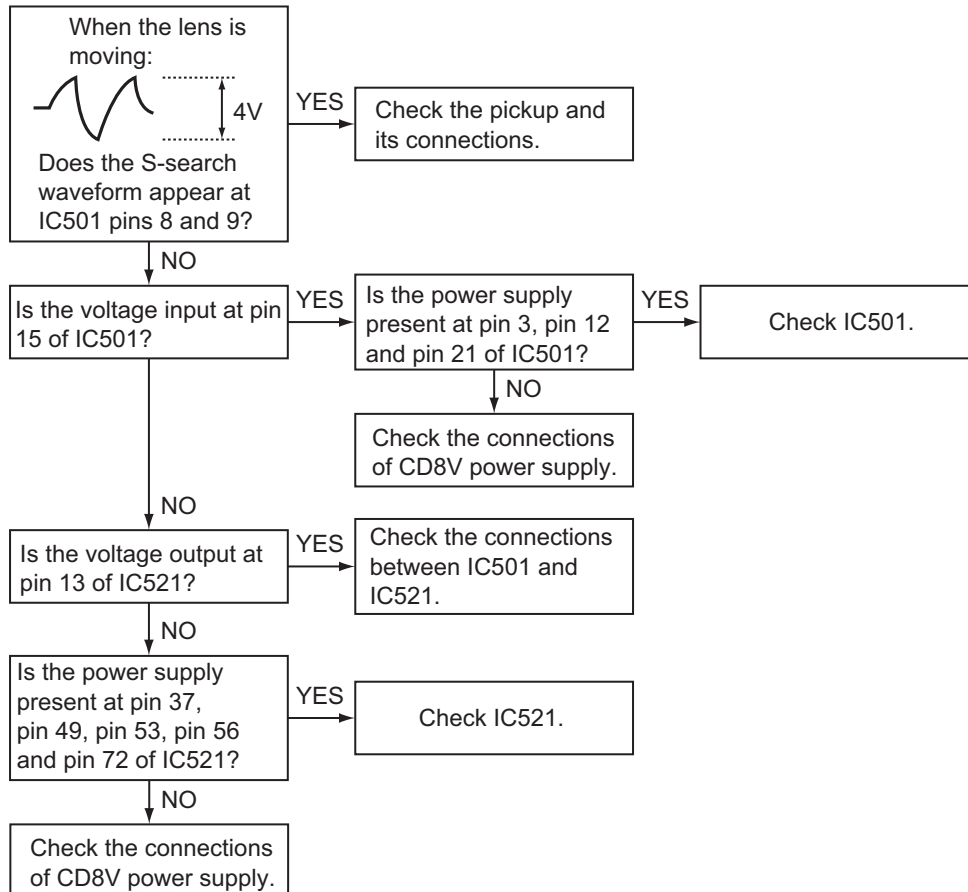 When the lens is
moving:
4V
Does the S-search
waveform appear at
IC501 pins 8 and 9?
YES
Check the pickup and
its connections.
NO
Is the voltage input at pin
15 of IC501?
YES
Is the power supply
present at pin 3, pin 12
and pin 21 of IC501?
YES
Check IC501.
NO
Check the connections
of CD8V power supply.
NO
Is the voltage output at
pin 13 of IC521?
YES
Check the connections
between IC501 and
IC521.
NO
Is the power supply
present at pin 37,
pin 49, pin 53, pin 56
and pin 72 of IC521?
YES
Check IC521.
NO
Check the connections
of CD8V power supply.